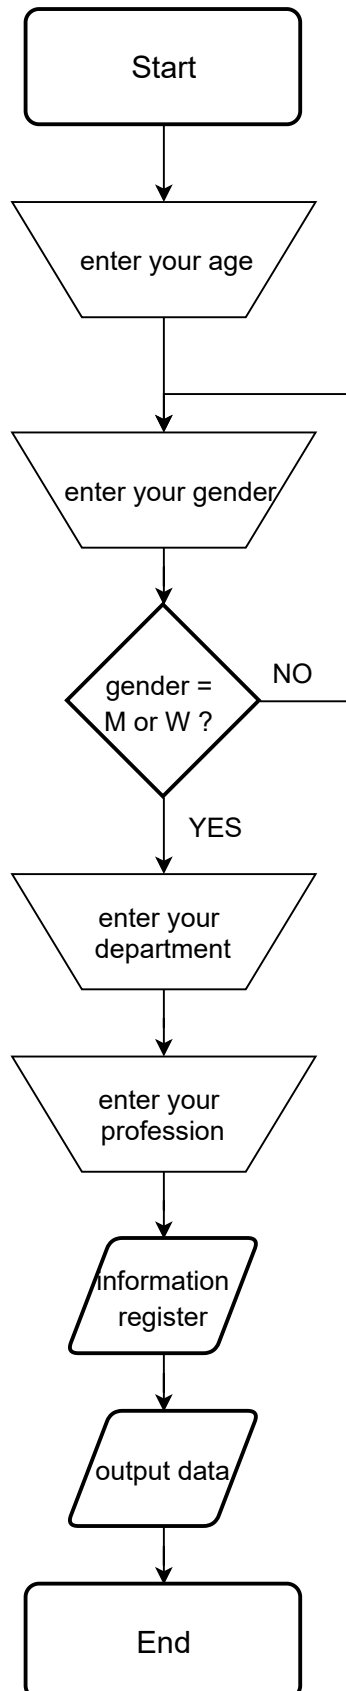 Start
enter your age
enter your gender
gender =
M or W ?
NO
YES
enter your
department
enter your
profession
information
register
output data
End